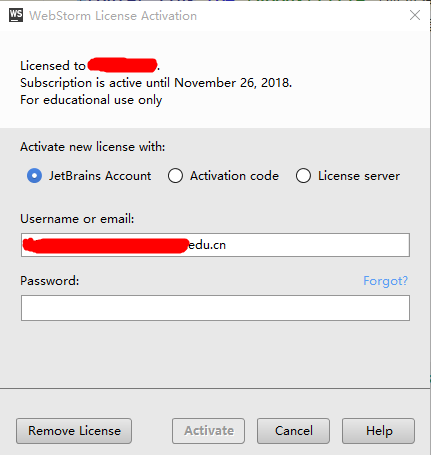 WS WebStorm License Activation
Licensed to .
Subscription is active until November 26, 2018.
For educational use only
Activate new license with:
JetBrains Account Activation code License server
Username or email:
edu.cn
Password: Forgot?
Remove License Activate Cancel Help